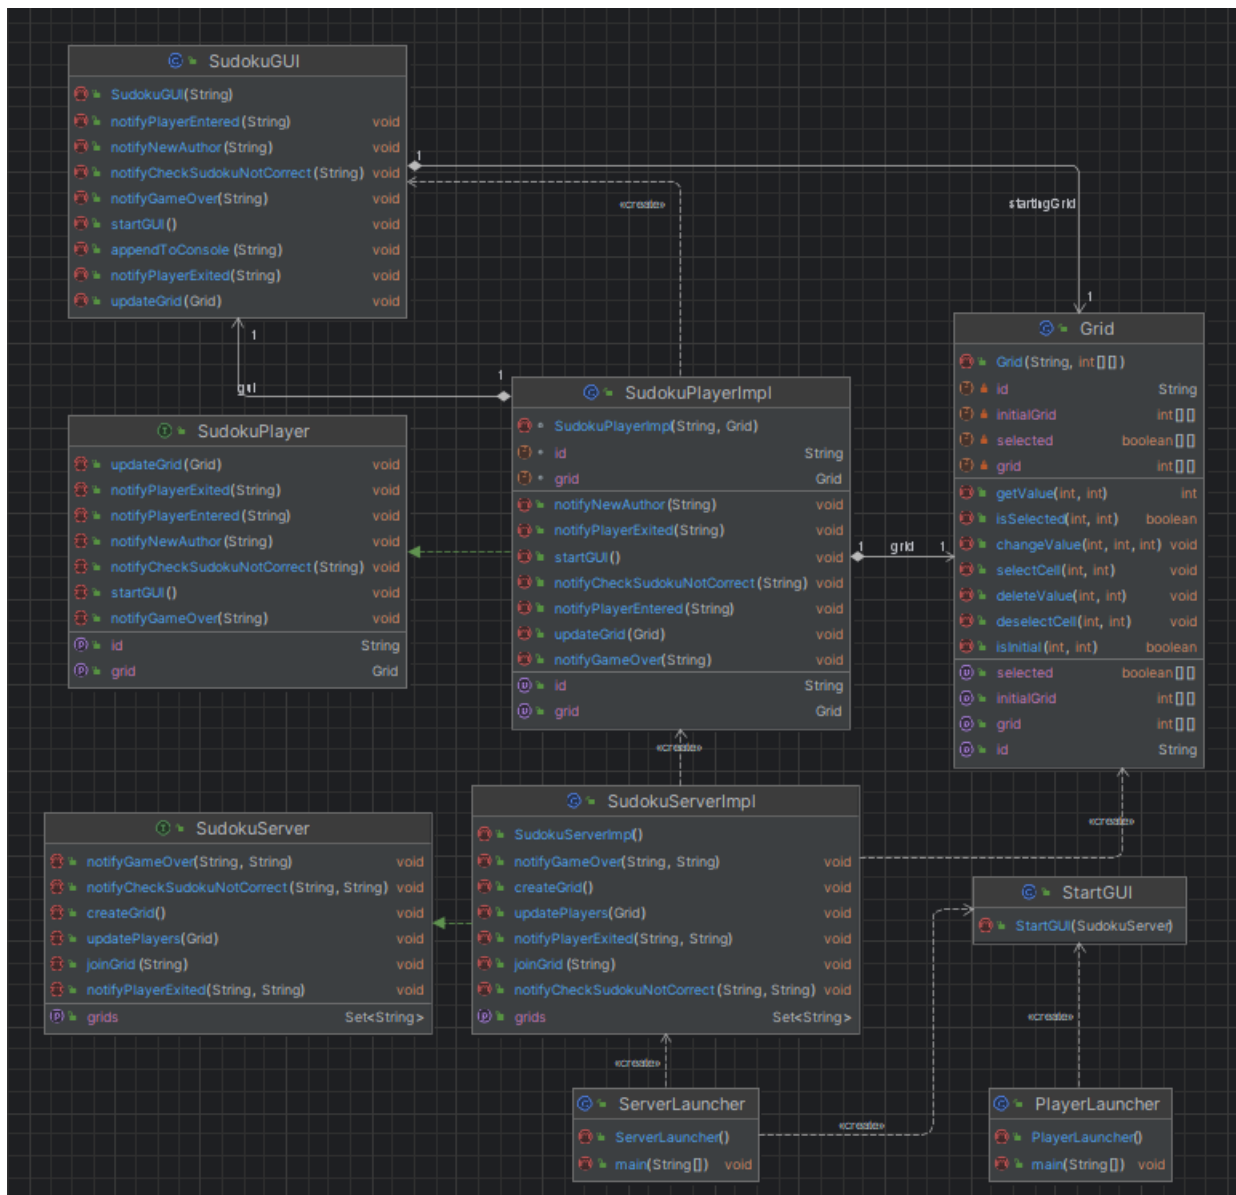 SudokuGUI
SudokuGUI(String)
notifyPlayerEntered(String) void
notifyNewAuthor(String) void
notifyCheckSudokuNotCorrect(String) void
notifyGameOver(String) void
startGUI() void
appendToConsole(String) void
notifyPlayerExited(String) void
updateGrid(Grid) void
1
«create»
startingGrid
1
1
gui
1
Grid
Grid(String, int[][])
id String
initialGrid int[][]
selected boolean[][]
grid int[][]
getValue(int, int) int
isSelected(int, int) boolean
changeValue(int, int, int) void
selectCell(int, int) void
deleteValue(int, int) void
deselectCell(int, int) void
isInitial(int, int) boolean
selected boolean[][]
initialGrid int[][]
grid int[][]
id String
SudokuPlayerImpl
SudokuPlayerImpl(String, Grid)
id String
grid Grid
notifyNewAuthor(String) void
notifyPlayerExited(String) void
startGUI() void
notifyCheckSudokuNotCorrect(String) void
notifyPlayerEntered(String) void
updateGrid(Grid) void
notifyGameOver(String) void
id String
grid Grid
1 grid 1
SudokuPlayer
updateGrid(Grid) void
notifyPlayerExited(String) void
notifyPlayerEntered(String) void
notifyNewAuthor(String) void
notifyCheckSudokuNotCorrect(String) void
startGUI() void
notifyGameOver(String) void
id String
grid Grid
«create»
«create»
SudokuServer
notifyGameOver(String, String) void
notifyCheckSudokuNotCorrect(String, String) void
createGrid() void
updatePlayers(Grid) void
joinGrid(String) void
notifyPlayerExited(String, String) void
grids Set<String>
SudokuServerImpl
SudokuServerImpl()
notifyGameOver(String, String) void
createGrid() void
updatePlayers(Grid) void
notifyPlayerExited(String, String) void
joinGrid(String) void
notifyCheckSudokuNotCorrect(String, String) void
grids Set<String>
StartGUI
StartGUI(SudokuServer)
«create»
«create»
«create»
ServerLauncher
ServerLauncher()
main(String[]) void
PlayerLauncher
PlayerLauncher()
main(String[]) void